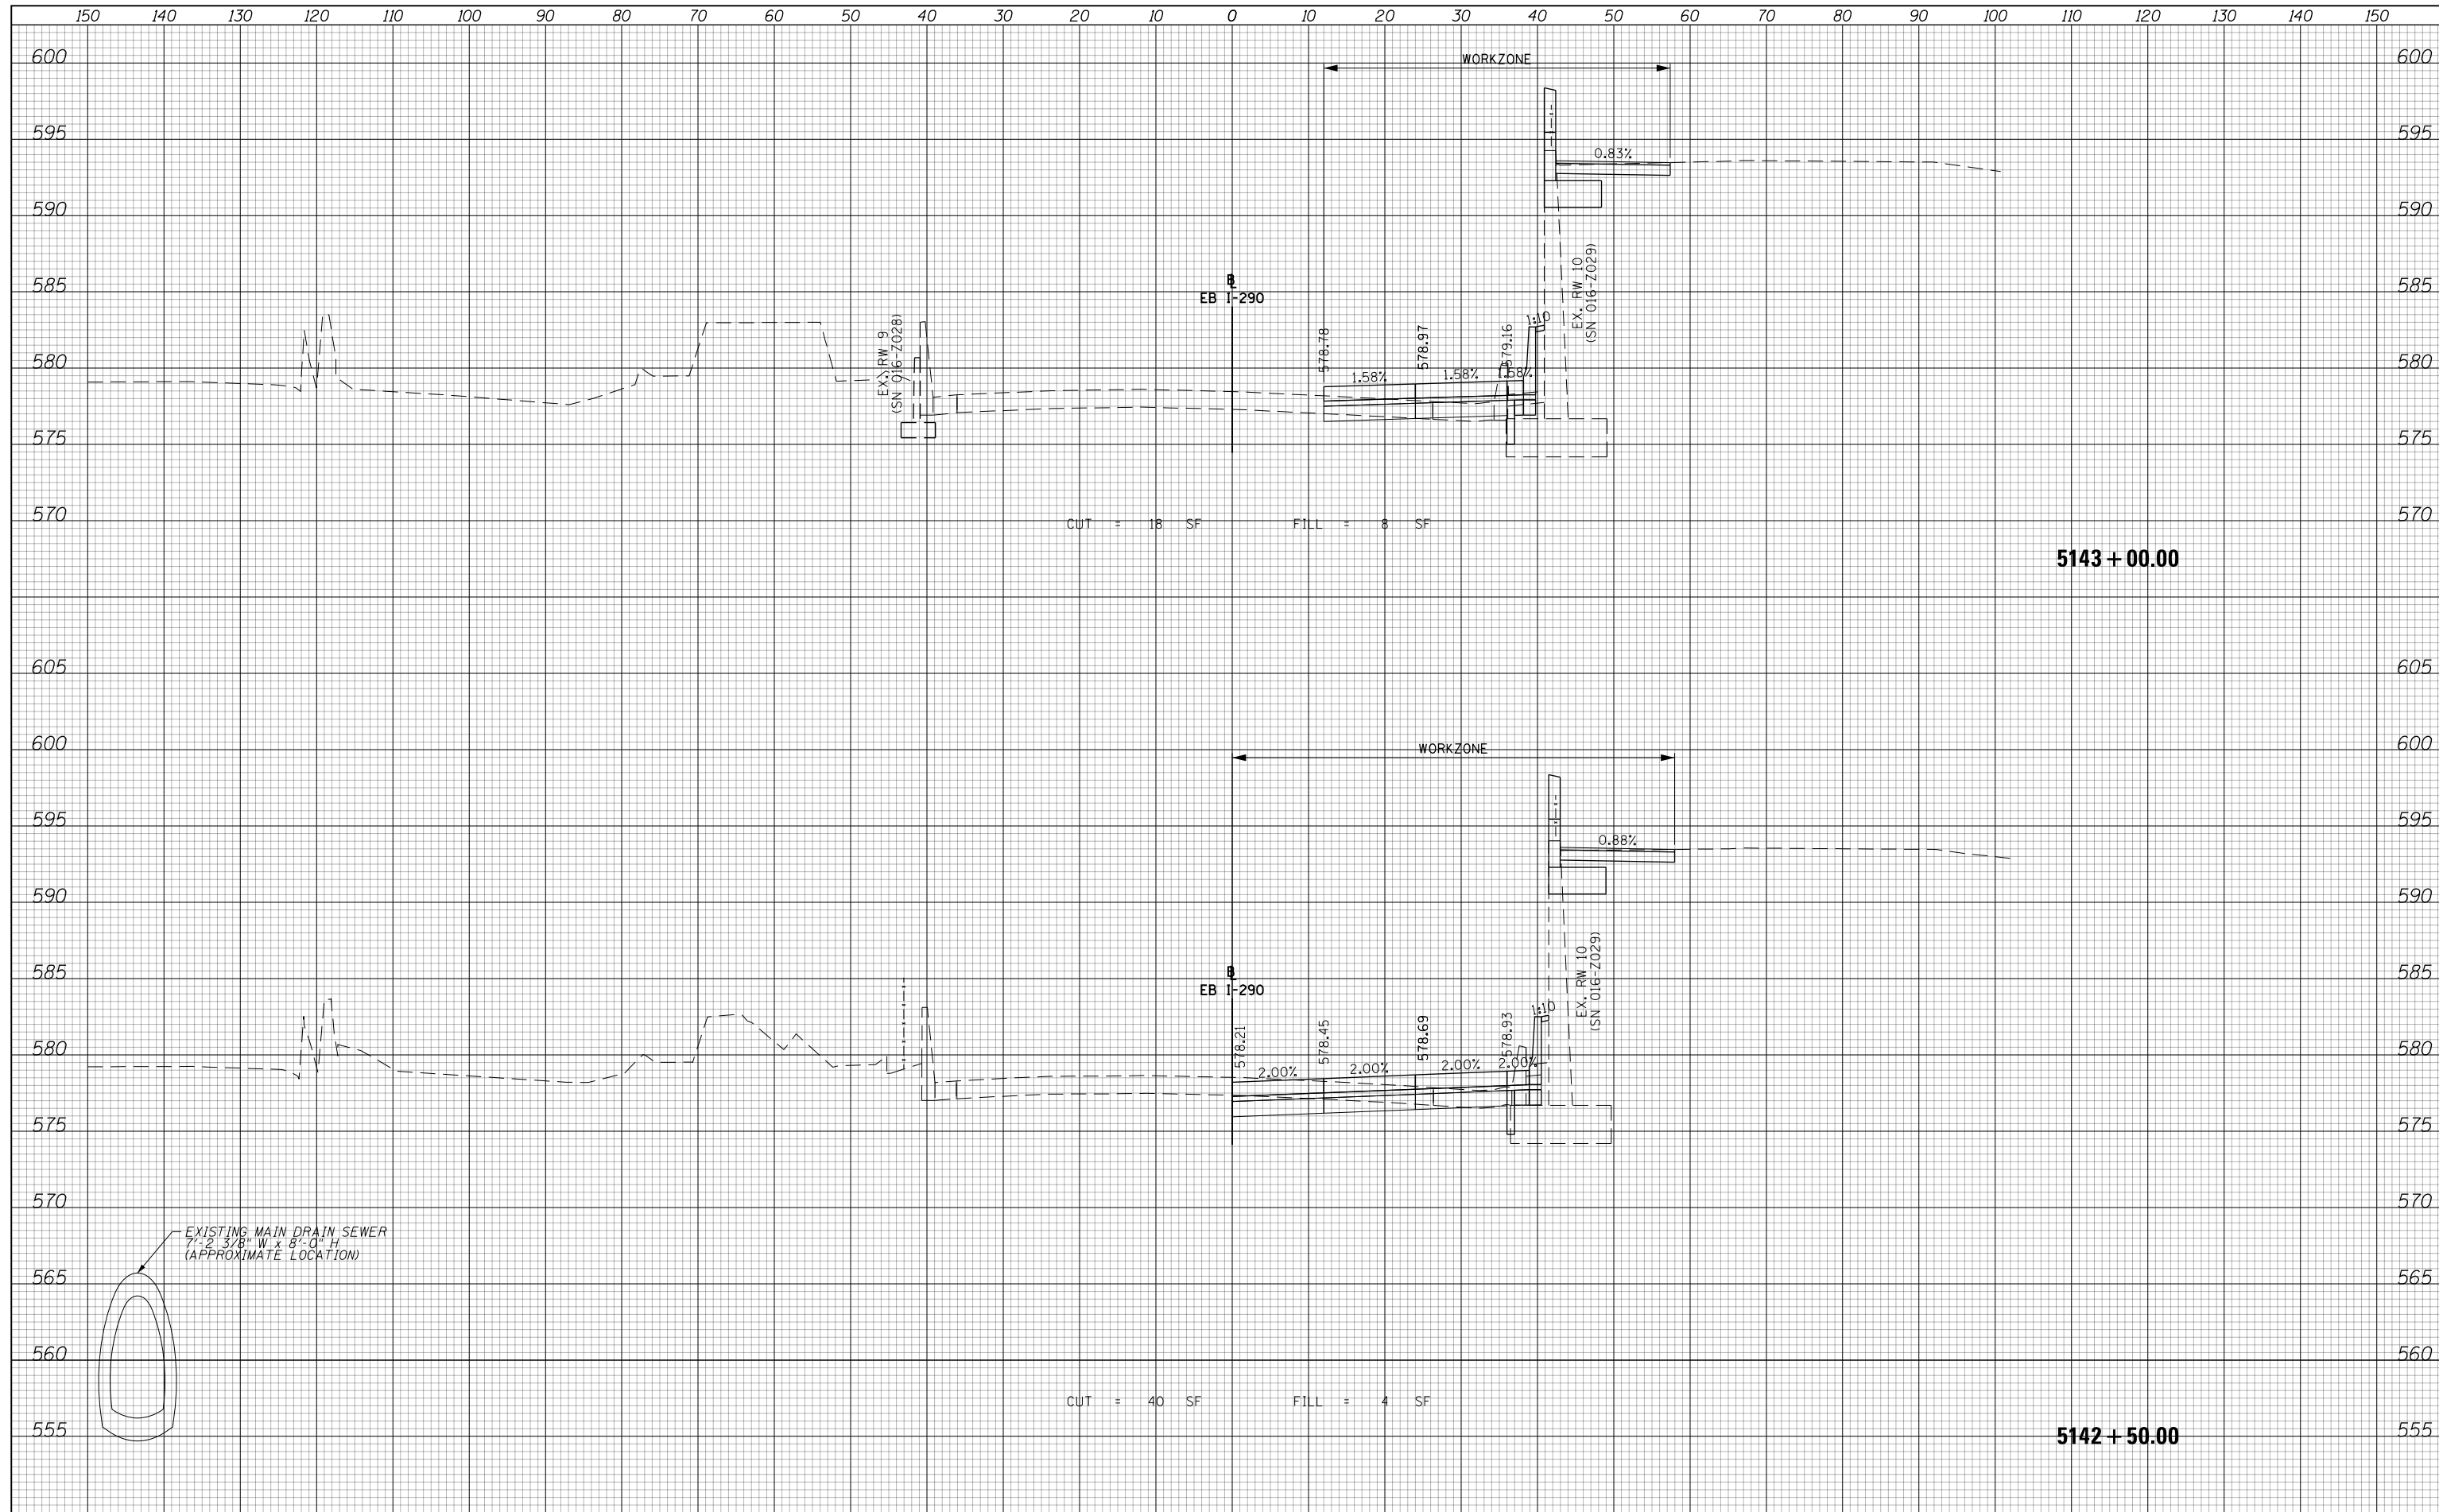 150 140 130 120 110 100 90 80 70 60 50 40 30 20 10 0 10 20 30 40 50 60 70 80 90 100 110 120 130 140 150
600 600
WORKZONE
595 595
0.83%
590 590
585 585
B
L
EB I-290
EX. RW 9
(SN 016-Z028)
EX. RW 10
(SN 016-Z029)
1:10
578.78
578.97
579.16
580 580
1.58% 1.58% 1.58%
575 575
570 570
CUT = 18 SF FILL = 8 SF
5143+00.00
605 605
600 600
WORKZONE
595 595
0.88%
590 590
585 585
B
L
EB I-290
EX. RW 10
(SN 016-Z029)
1:10
578.21
578.45
578.69
578.93
580 580
2.00% 2.00% 2.00% 2.00%
575 575
570 570
EXISTING MAIN DRAIN SEWER
7'-2 3/8" W x 8'-0" H
(APPROXIMATE LOCATION)
565 565
560 560
CUT = 40 SF FILL = 4 SF
555 555
5142+50.00